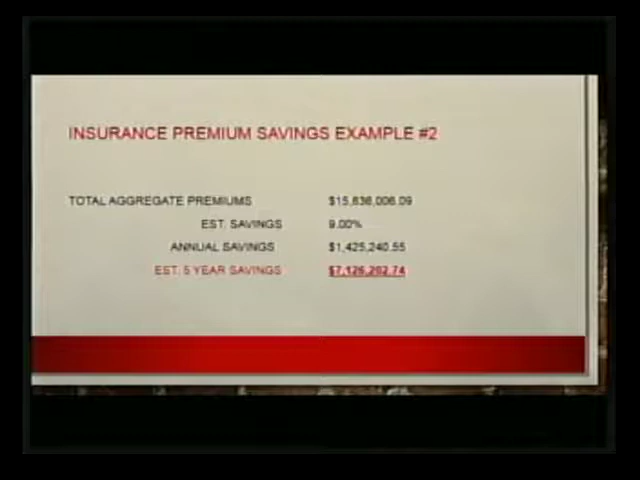 INSURANCE PREMIUM SAVINGS EXAMPLE #2
TOTAL AGGREGATE PREMIUMS $15,836,006.09
EST. SAVINGS 9.00%
ANNUAL SAVINGS $1,425,240.55
EST. 5 YEAR SAVINGS $7,126,202.74